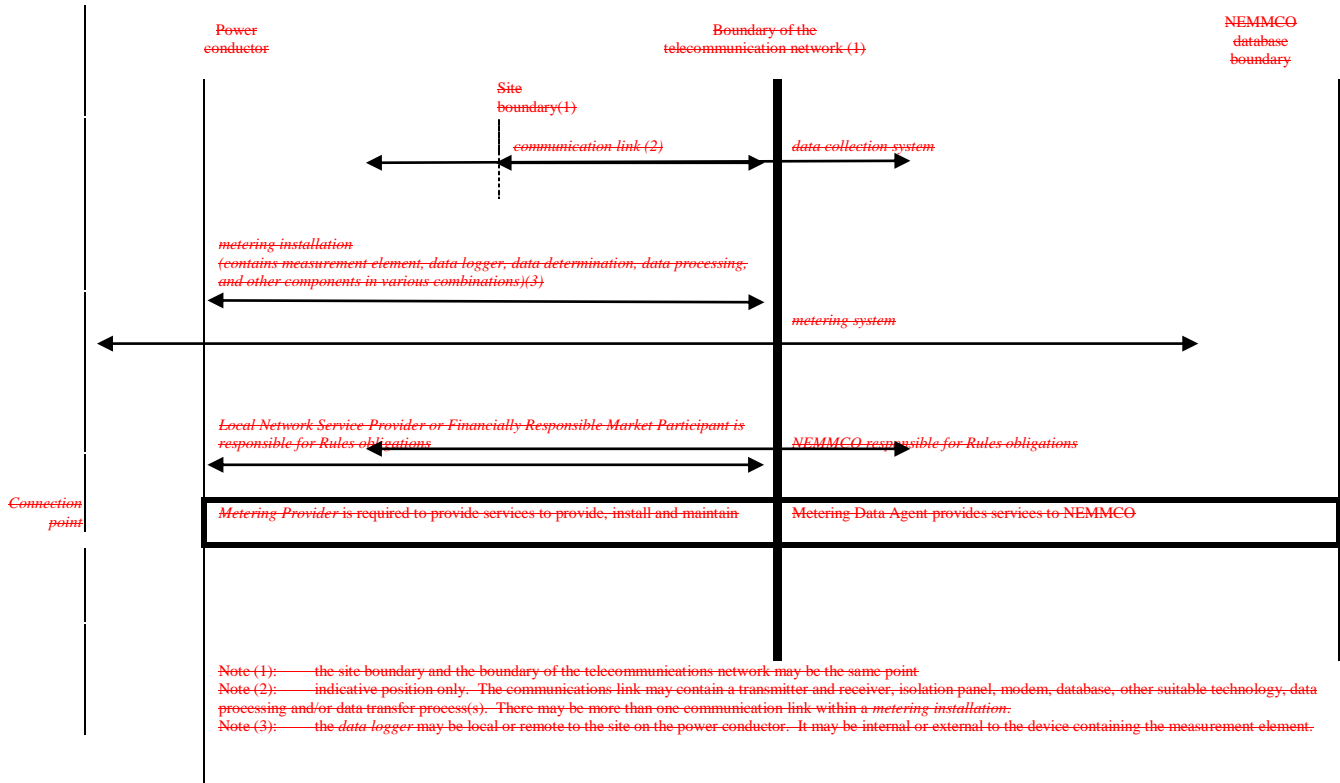 Power
conductor
Boundary of the
telecommunication network (1)
NEMMCO
database
boundary
Site
boundary(1)
communication link (2)
data collection system
metering installation
(contains measurement element, data logger, data determination, data processing,
and other components in various combinations)(3)
metering system
Local Network Service Provider or Financially Responsible Market Participant is
responsible for Rules obligations
NEMMCO responsible for Rules obligations
Connection
point
Metering Provider is required to provide services to provide, install and maintain
Metering Data Agent provides services to NEMMCO
Note (1): the site boundary and the boundary of the telecommunications network may be the same point
Note (2): indicative position only. The communications link may contain a transmitter and receiver, isolation panel, modem, database, other suitable technology, data
processing and/or data transfer process(s). There may be more than one communication link within a metering installation.
Note (3): the data logger may be local or remote to the site on the power conductor. It may be internal or external to the device containing the measurement element.